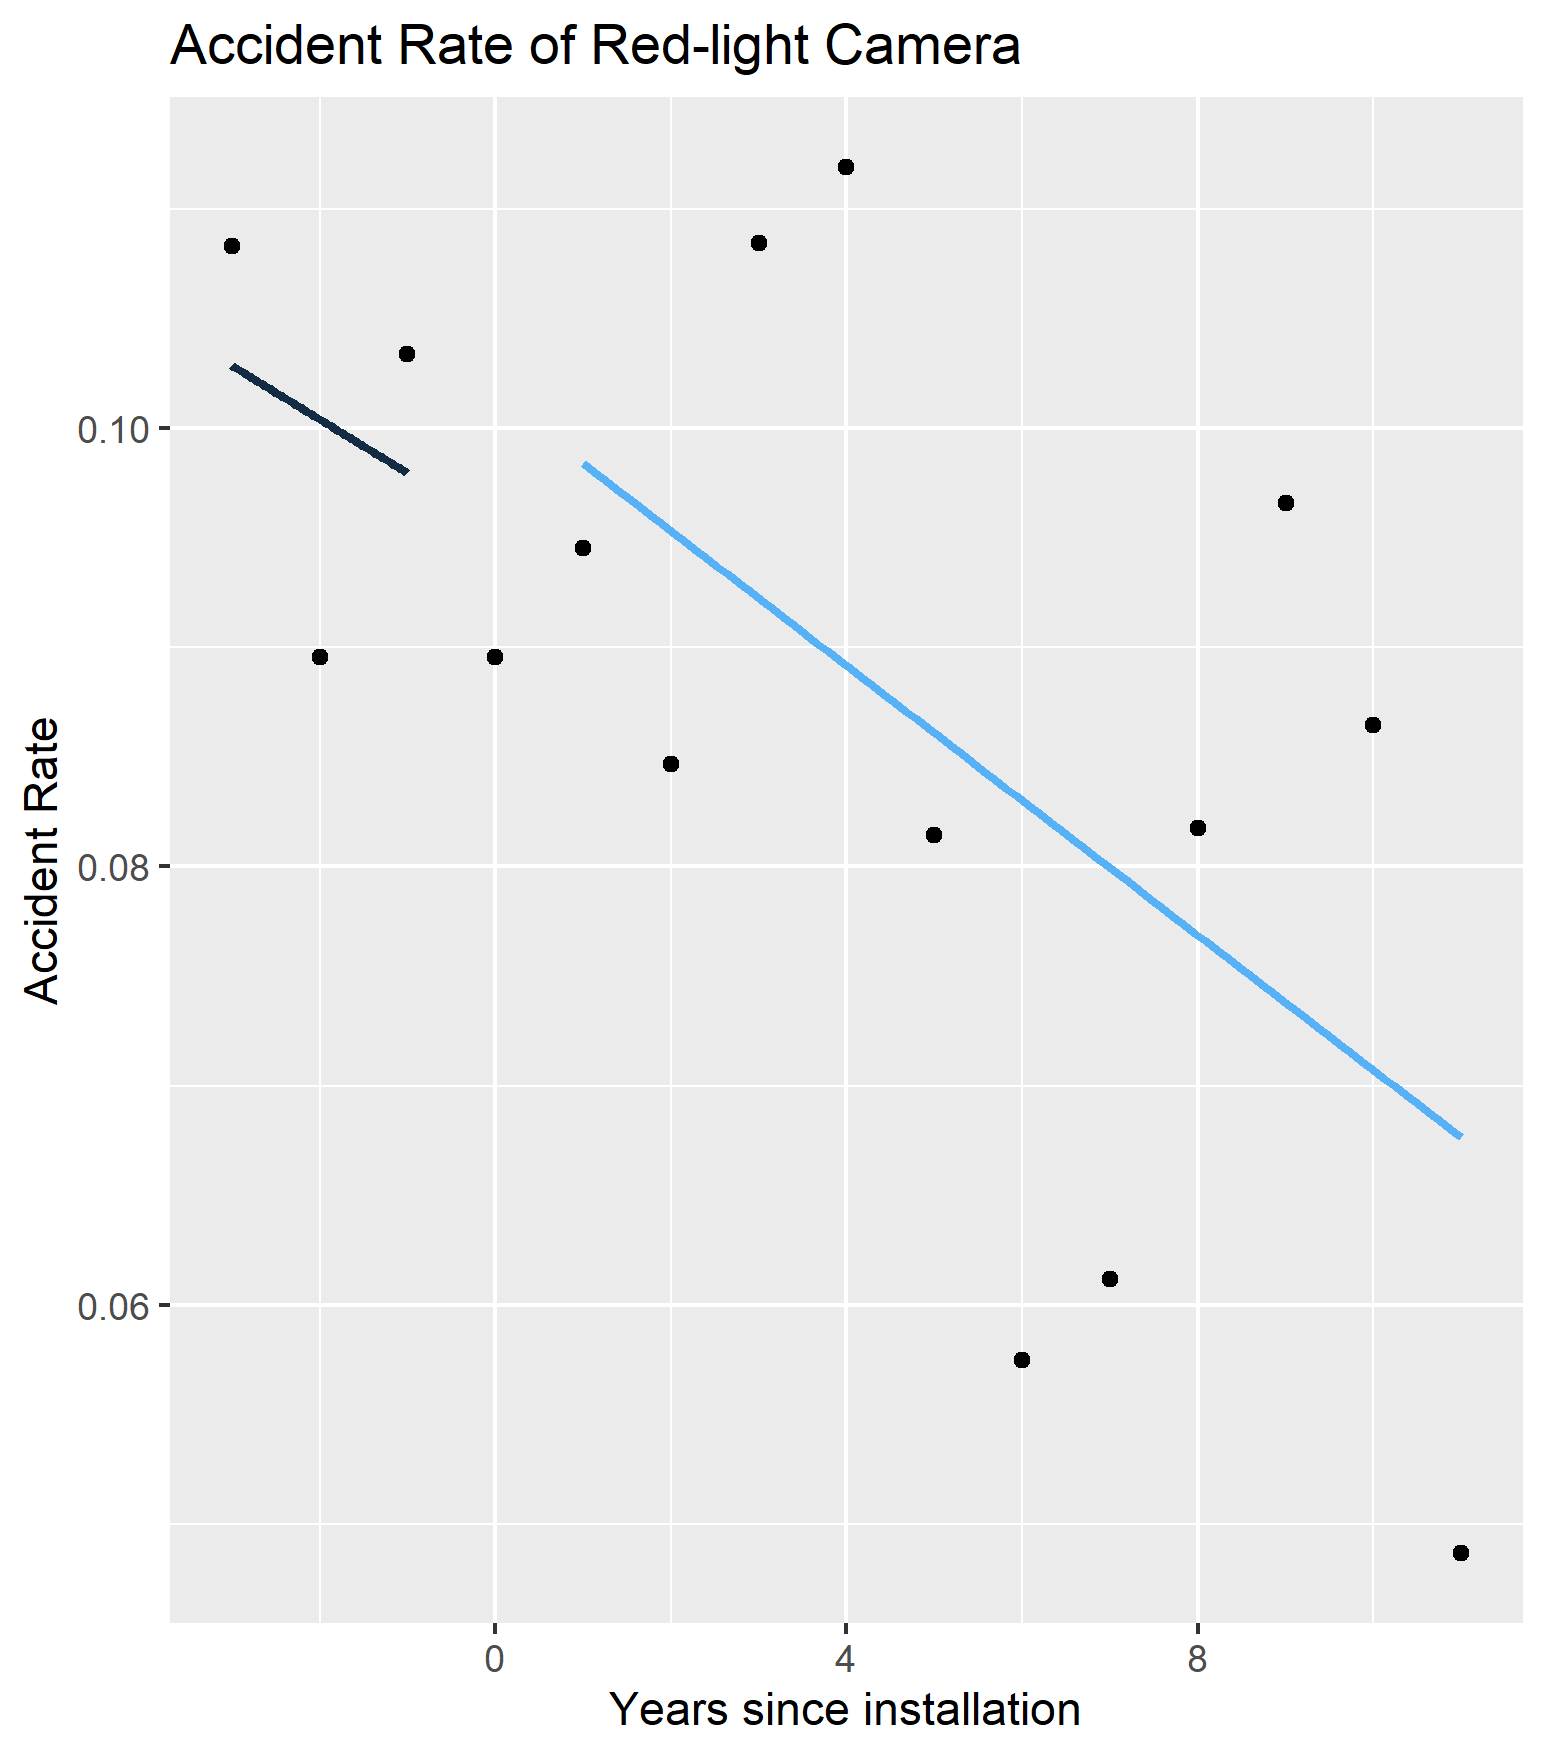 Accident Rate of Red-light Camera
Accident Rate
0.10
0.08
0.06
0
4
8
Years since installation